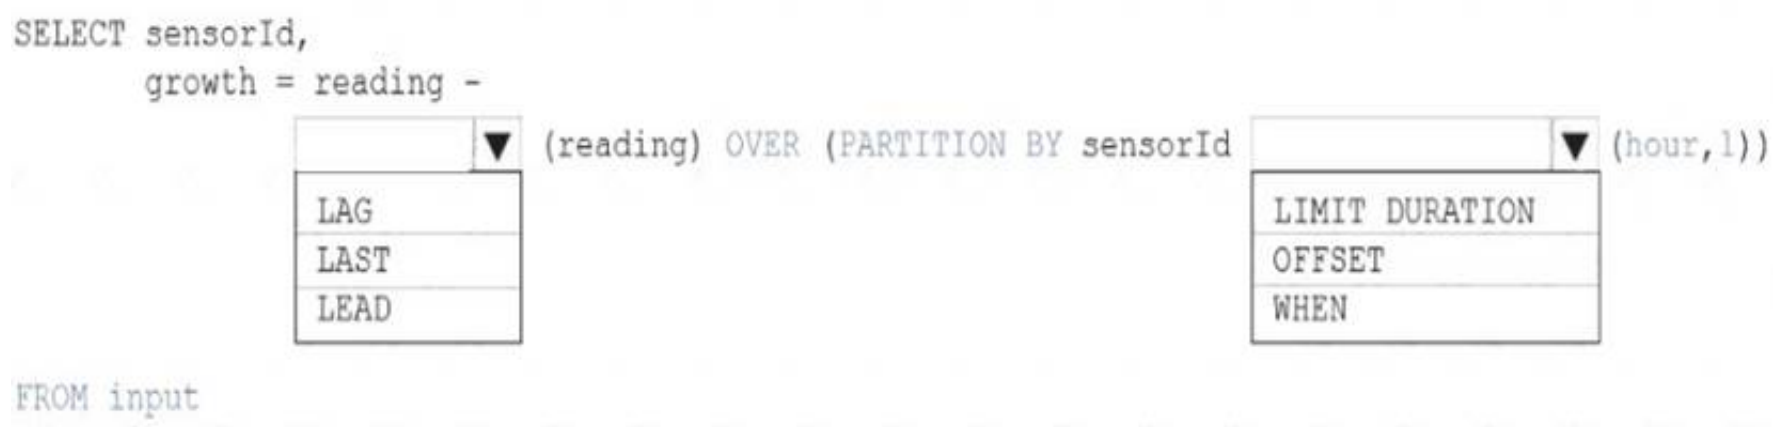 SELECT sensorId,
growth = reading -
(reading) OVER (PARTITION BY sensorId (hour,1))
LAG
LAST
LEAD
LIMIT DURATION
OFFSET
WHEN
FROM input